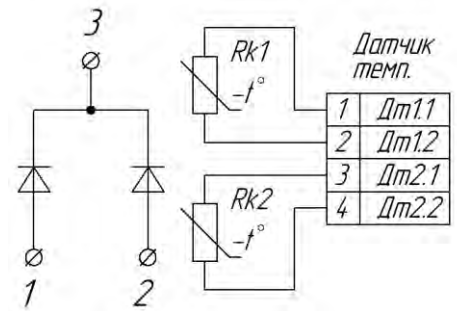 3
1
2
Rk1
-t°
Rk2
-t°
Датчик
темп.
1 Дт1.1
2 Дт1.2
3 Дт2.1
4 Дт2.2